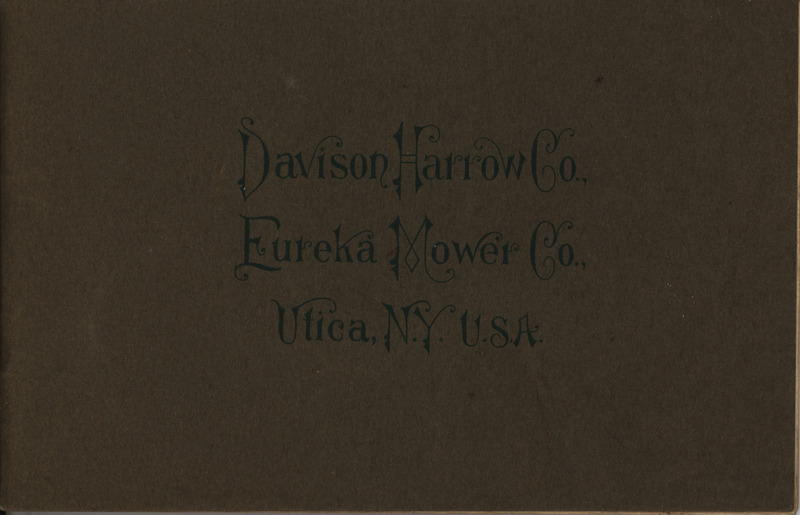 Davison Harrow Co.,
Eureka Mower Co.,
Utica, N.Y. U.S.A.